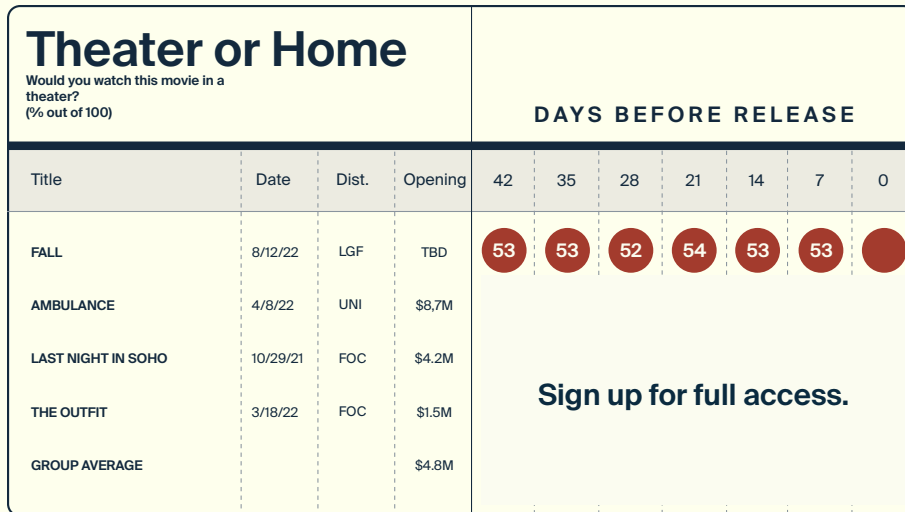 Theater or Home
Would you watch this movie in a
theater?
(% out of 100)
DAYS BEFORE RELEASE
Title Date Dist. Opening 42 35 28 21 14 7 0
FALL 8/12/22 LGF TBD 53 53 52 54 53 53
AMBULANCE 4/8/22 UNI $8,7M
LAST NIGHT IN SOHO 10/29/21 FOC $4.2M
Sign up for full access.
THE OUTFIT 3/18/22 FOC $1.5M
GROUP AVERAGE $4.8M